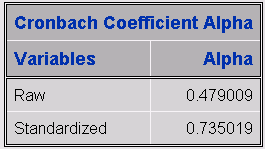 Cronbach Coefficient Alpha
Variables Alpha
Raw 0.479009
Standardized 0.735019